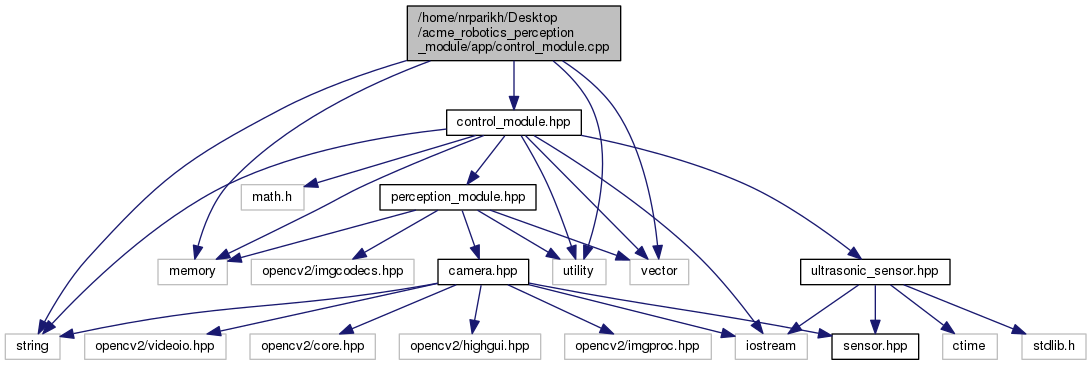 /home/nrparikh/Desktop
/acme_robotics_perception
_module/app/control_module.cpp
control_module.hpp
math.h
perception_module.hpp
memory
opencv2/imgcodecs.hpp
camera.hpp
utility
vector
ultrasonic_sensor.hpp
string
opencv2/videoio.hpp
opencv2/core.hpp
opencv2/highgui.hpp
opencv2/imgproc.hpp
iostream
sensor.hpp
ctime
stdlib.h